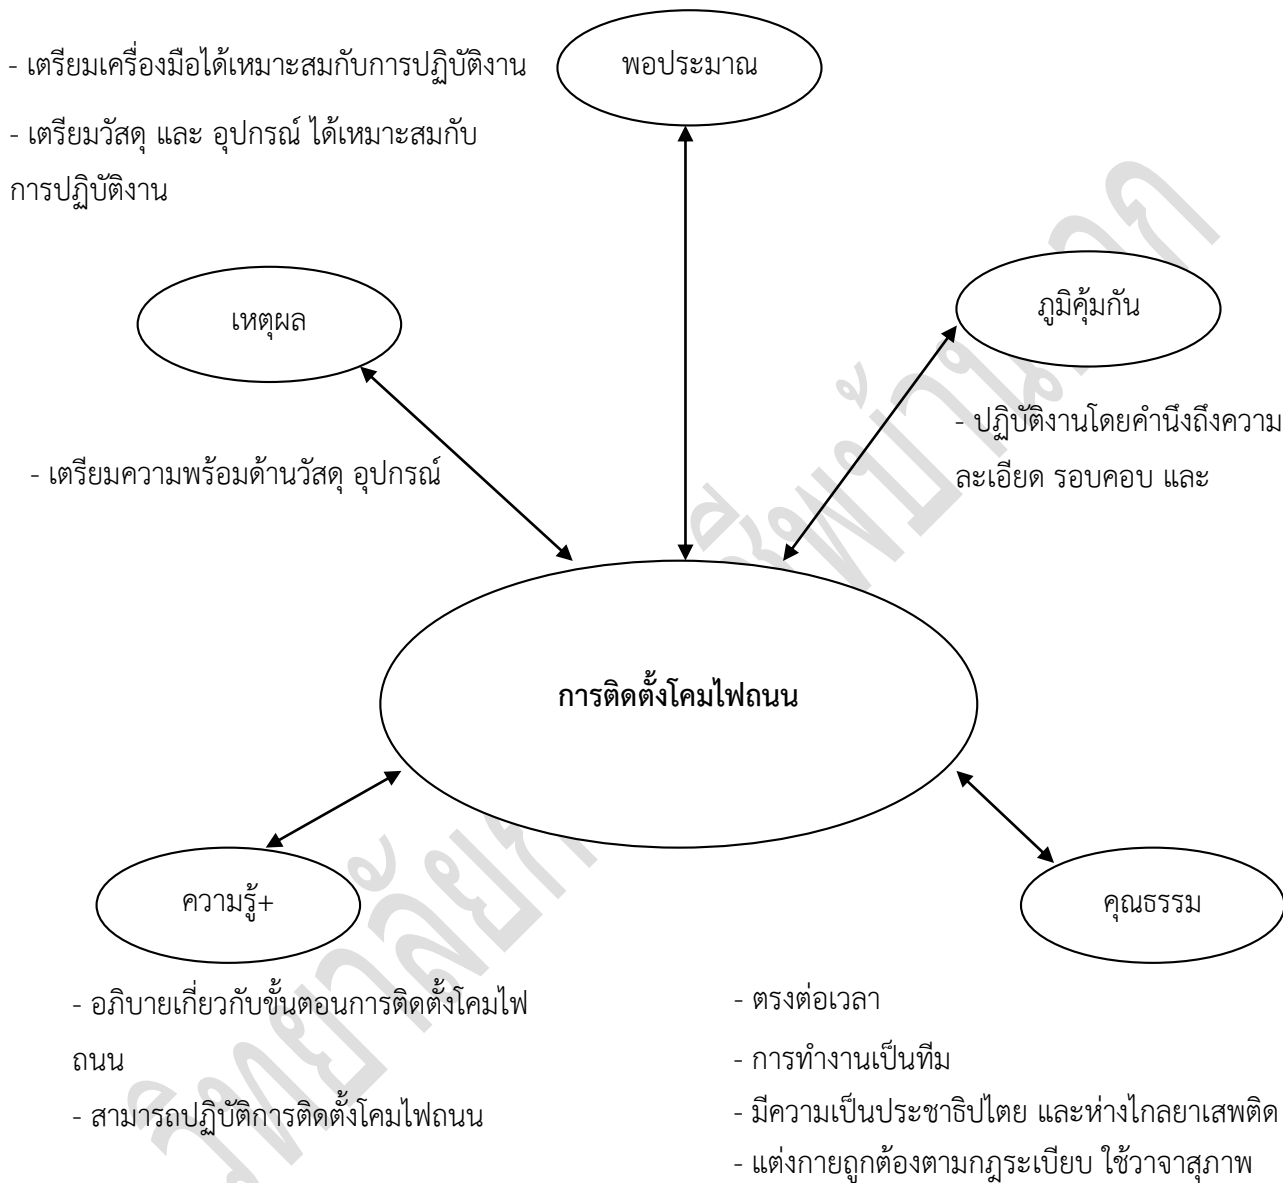 พอประมาณ
- เตรียมเครื่องมือได้เหมาะสมกับการปฏิบัติงาน
- เตรียมวัสดุ และ อุปกรณ์ ได้เหมาะสมกับ
การปฏิบัติงาน
เหตุผล
ภูมิคุ้มกัน
- เตรียมความพร้อมด้านวัสดุ อุปกรณ์
- ปฏิบัติงานโดยคำนึงถึงความ
ละเอียด รอบคอบ และ
การติดตั้งโคมไฟถนน
ความรู้+
คุณธรรม
- อภิบายเกี่ยวกับขั้นตอนการติดตั้งโคมไฟ
ถนน
- สามารถปฏิบัติการติดตั้งโคมไฟถนน
- ตรงต่อเวลา
- การทำงานเป็นทีม
- มีความเป็นประชาธิปไตย และห่างไกลยาเสพติด
- แต่งกายถูกต้องตามกฎระเบียบ ใช้วาจาสุภาพ